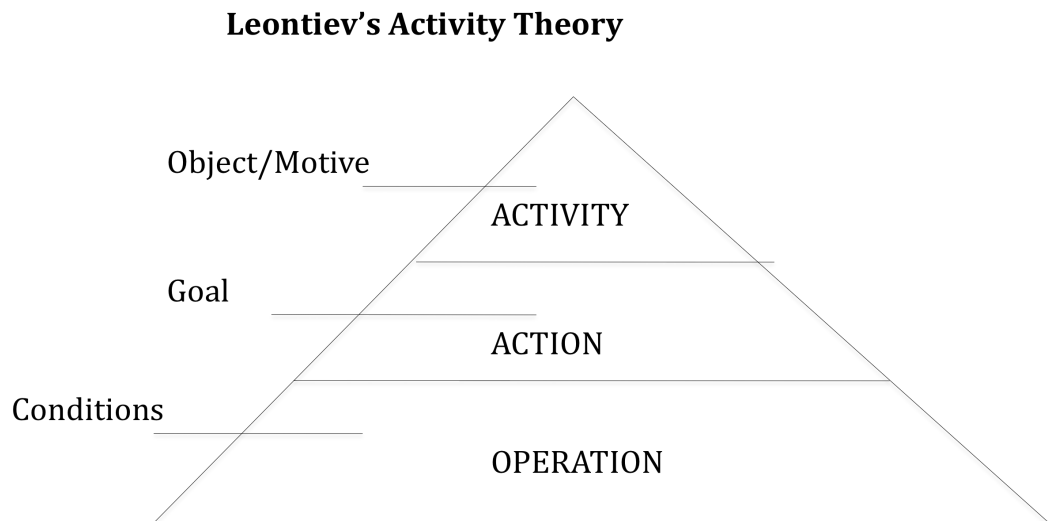 Leontiev’s Activity Theory
Object/Motive
ACTIVITY
Goal
ACTION
Conditions
OPERATION